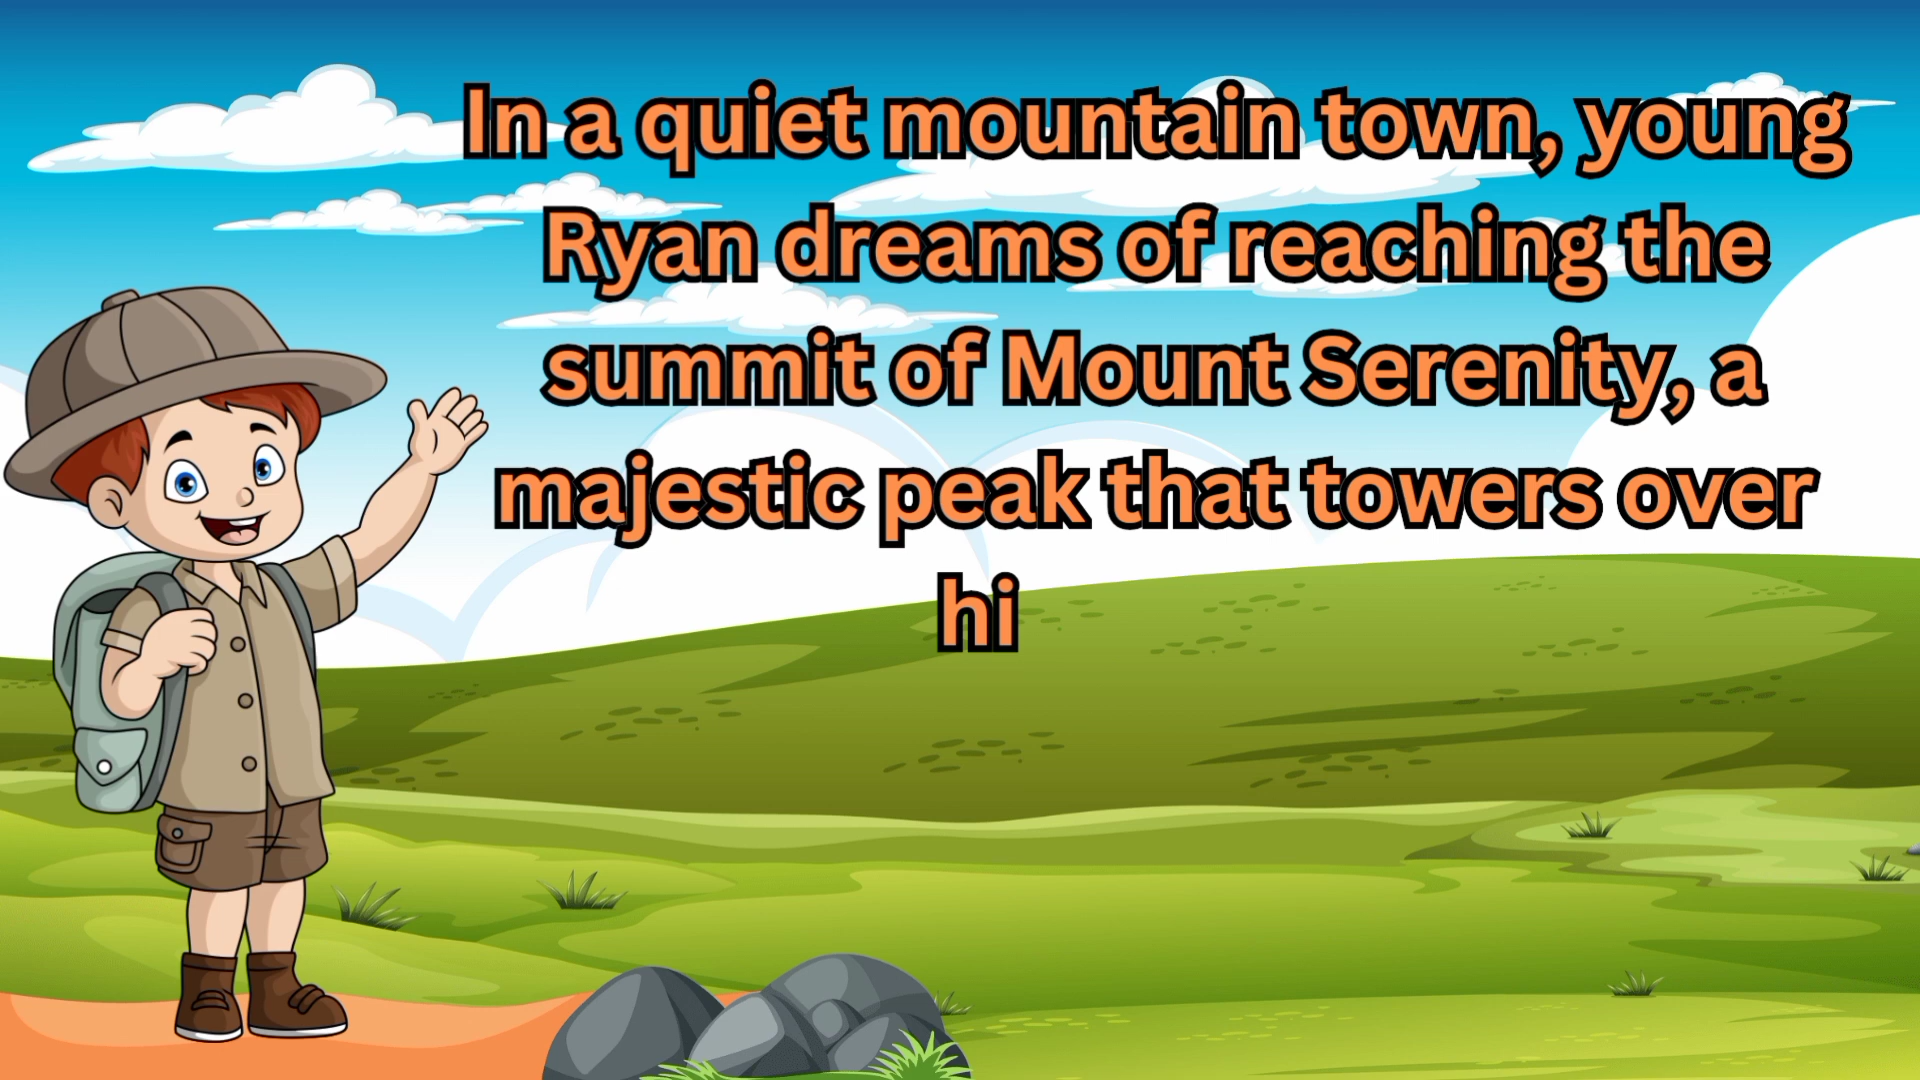 In a quiet mountain town, young
Ryan dreams of reaching the
summit of Mount Serenity, a
majestic peak that towers over
hi